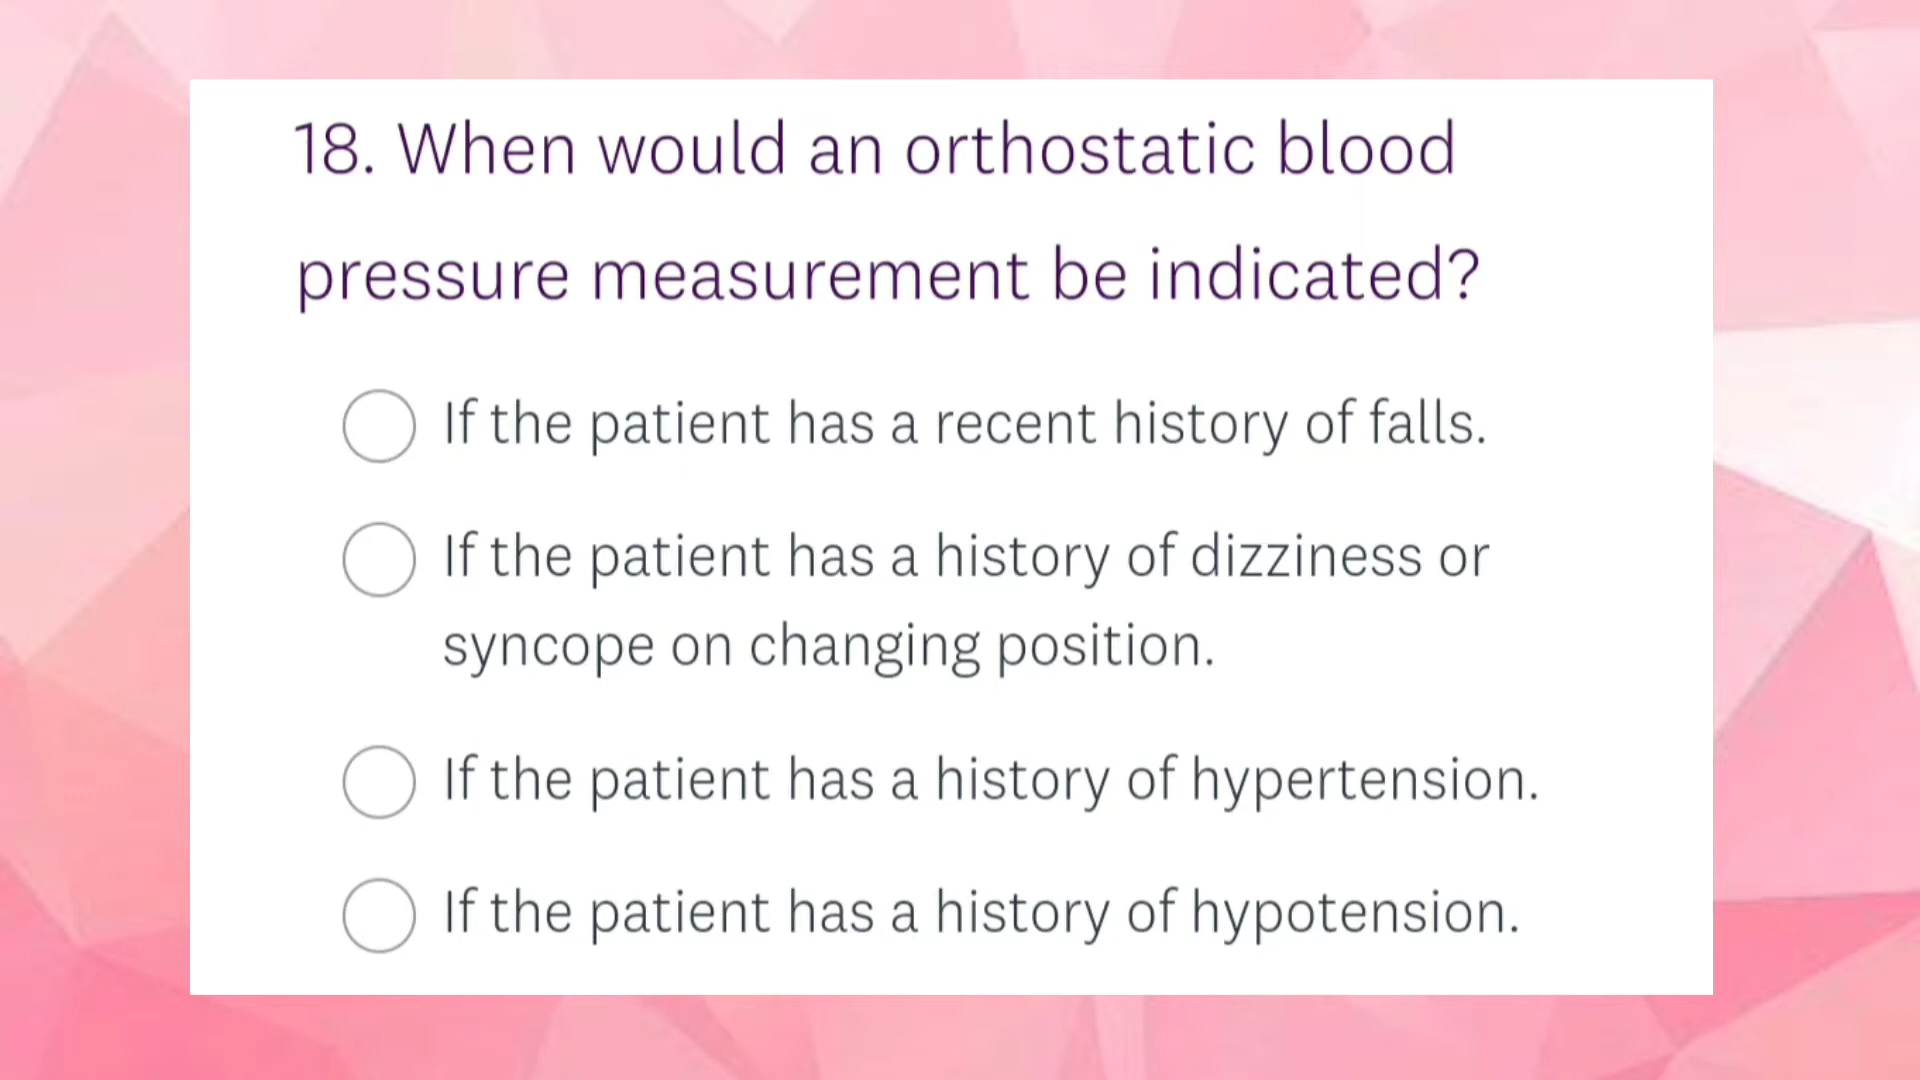 18. When would an orthostatic blood
pressure measurement be indicated?
If the patient has a recent history of falls.
If the patient has a history of dizziness or
syncope on changing position.
If the patient has a history of hypertension.
If the patient has a history of hypotension.